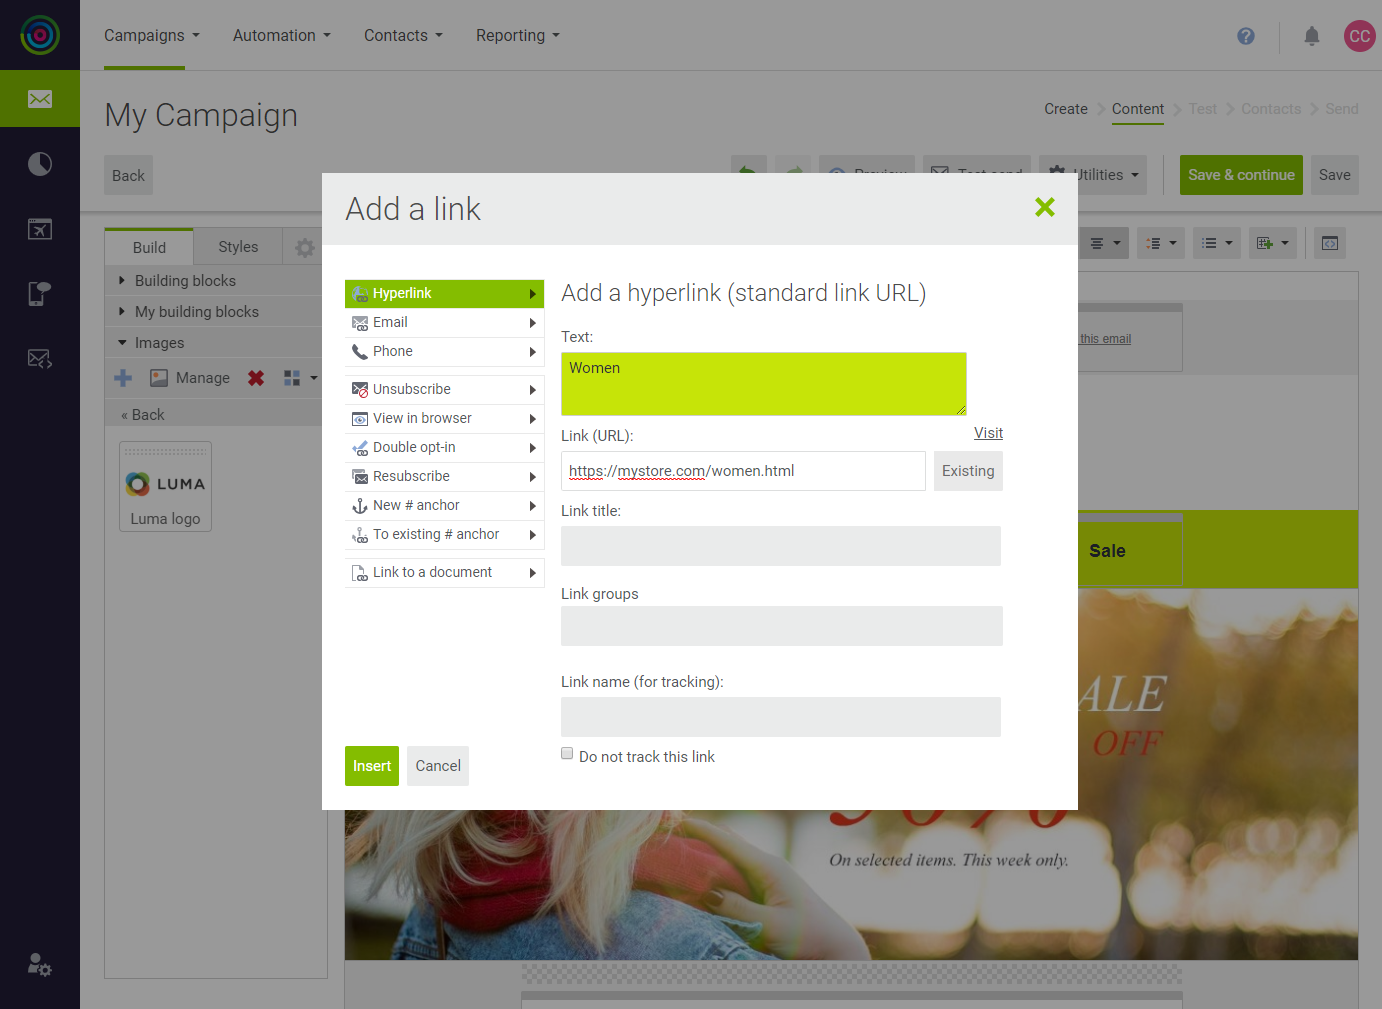 Campaigns Automation Contacts Reporting ? CC
My Campaign
Create Content Test Contacts Send
Back Preview Test send Utilities Save & continue Save
Add a link
Build Styles
Building blocks
My building blocks
Images
Manage
« Back
LUMA
Luma logo
Hyperlink
Email
Phone
Unsubscribe
View in browser
Double opt-in
Resubscribe
New # anchor
To existing # anchor
Link to a document
Add a hyperlink (standard link URL)
Text:
Women
Link (URL): Visit
https://mystore.com/women.html Existing
Link title:
Link groups
Link name (for tracking):
Do not track this link
Insert Cancel
this email
Sale
ALE
OFF
On selected items. This week only.